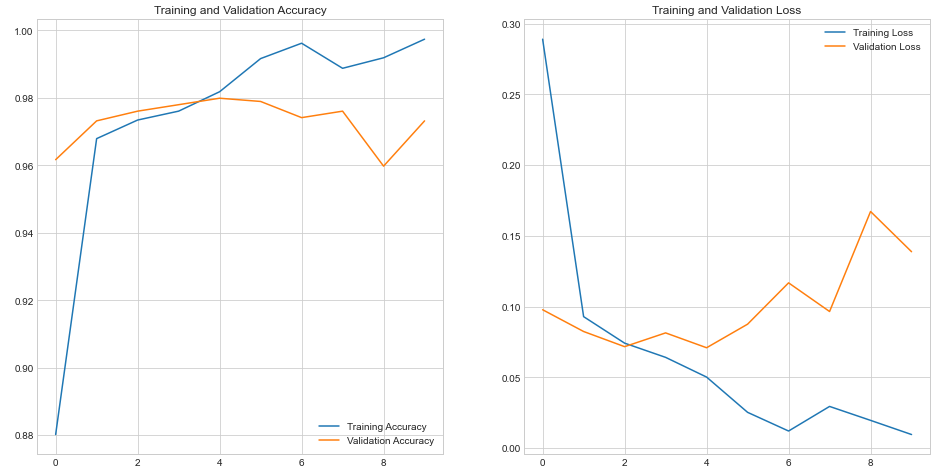 Training and Validation Accuracy
1.00
0.98
0.96
0.94
0.92
0.90
0.88
0 2 4 6 8
Training Accuracy
Validation Accuracy
Training and Validation Loss
0.30
0.25
0.20
0.15
0.10
0.05
0.00
0 2 4 6 8
Training Loss
Validation Loss